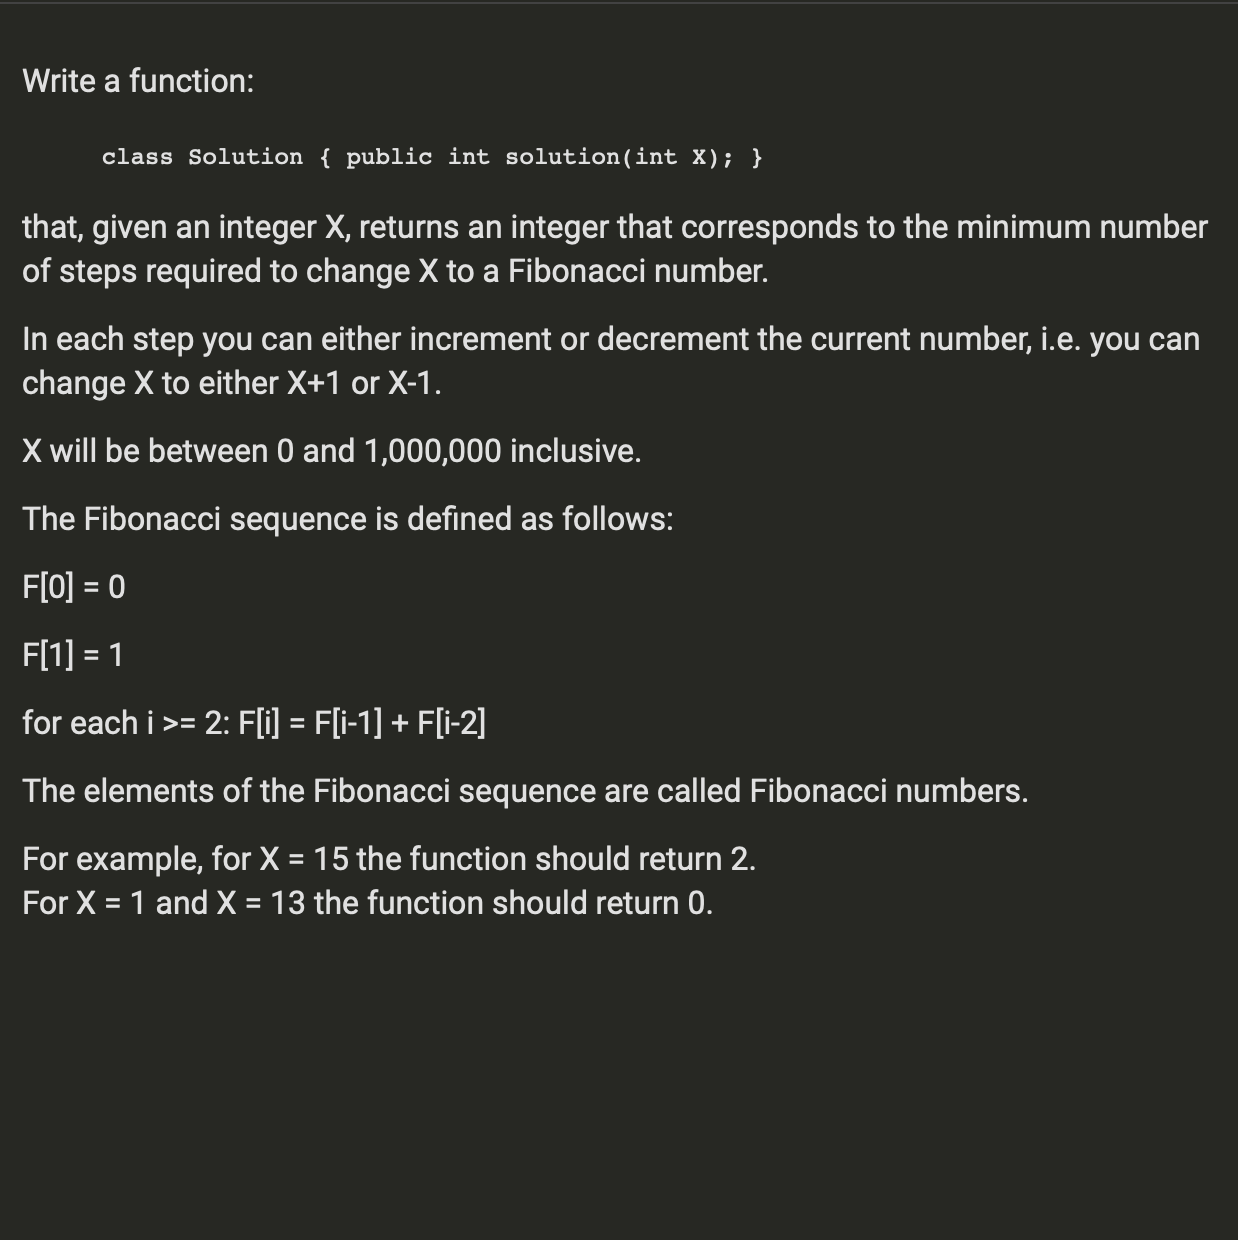 Write a function:
class Solution { public int solution(int X); }
that, given an integer X, returns an integer that corresponds to the minimum number
of steps required to change X to a Fibonacci number.
In each step you can either increment or decrement the current number, i.e. you can
change X to either X+1 or X-1.
X will be between 0 and 1,000,000 inclusive.
The Fibonacci sequence is defined as follows:
F[0] = 0
F[1] = 1
for each i >= 2: F[i] = F[i-1] + F[i-2]
The elements of the Fibonacci sequence are called Fibonacci numbers.
For example, for X = 15 the function should return 2.
For X = 1 and X = 13 the function should return 0.